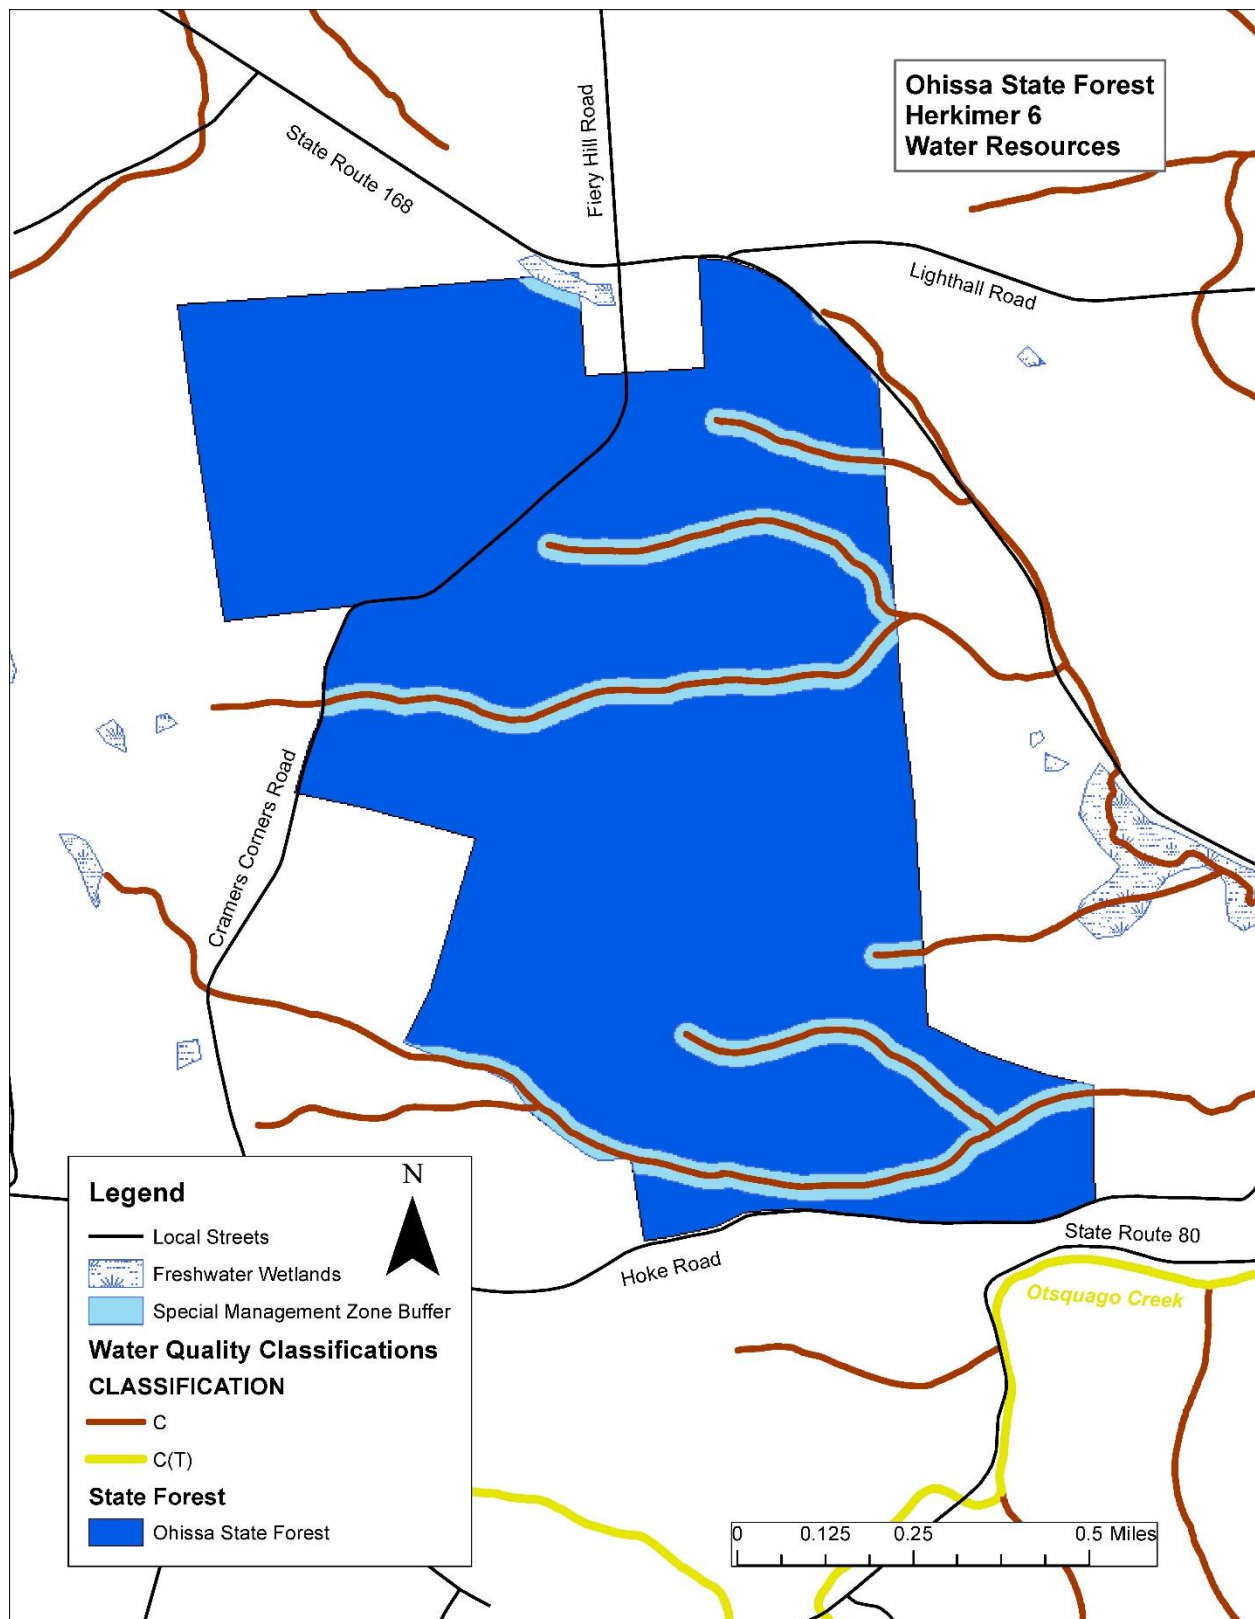 Ohissa State Forest
Herkimer 6
Water Resources
State Route 168
Fiery Hill Road
Lighthall Road
Cramers Corners Road
Hoke Road
State Route 80
Otsquago Creek
N
Legend
Local Streets
Freshwater Wetlands
Special Management Zone Buffer
Water Quality Classifications
CLASSIFICATION
C
C(T)
State Forest
Ohissa State Forest
0 0.125 0.25 0.5 Miles